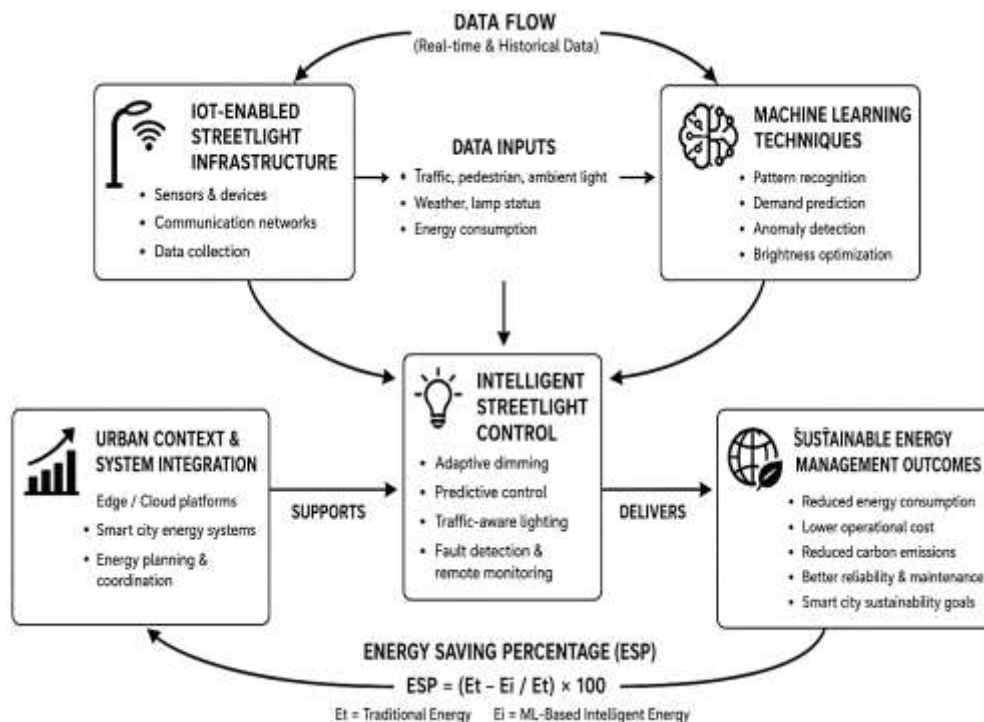 DATA FLOW
(Real-time & Historical Data)
IOT-ENABLED
STREETLIGHT
INFRASTRUCTURE
• Sensors & devices
• Communication networks
• Data collection
DATA INPUTS
• Traffic, pedestrian, ambient light
• Weather, lamp status
• Energy consumption
MACHINE LEARNING
TECHNIQUES
• Pattern recognition
• Demand prediction
• Anomaly detection
• Brightness optimization
URBAN CONTEXT &
SYSTEM INTEGRATION
Edge / Cloud platforms
• Smart city energy systems
• Energy planning &
coordination
SUPPORTS
INTELLIGENT
STREETLIGHT
CONTROL
• Adaptive dimming
• Predictive control
• Traffic-aware lighting
• Fault detection &
remote monitoring
DELIVERS
SUSTAINABLE ENERGY
MANAGEMENT OUTCOMES
• Reduced energy consumption
• Lower operational cost
• Reduced carbon emissions
• Better reliability & maintenance
• Smart city sustainability goals
ENERGY SAVING PERCENTAGE (ESP)
ESP = (Et – Ei / Et) × 100
Et = Traditional Energy Ei = ML-Based Intelligent Energy